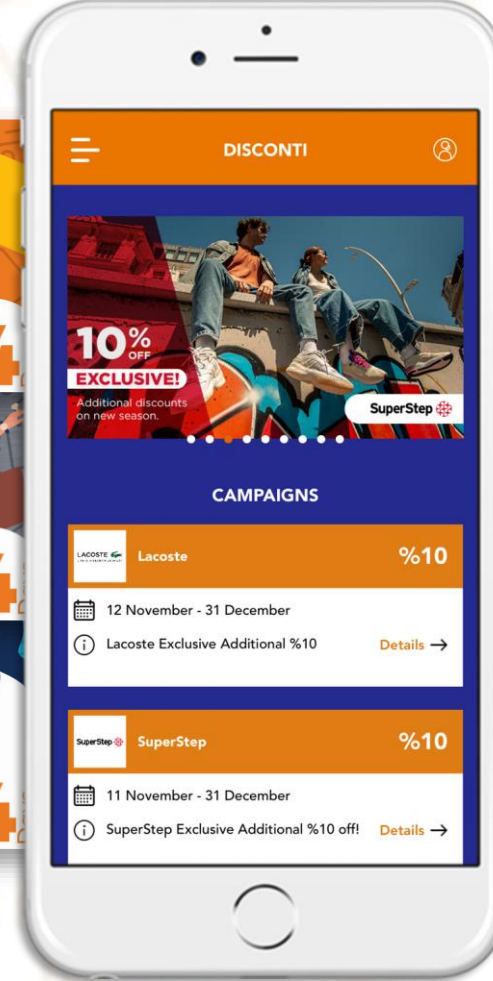 DISCONTI
10%
OFF
EXCLUSIVE!
Additional discounts
on new season.
SuperStep
CAMPAIGNS
LACOSTE
Lacoste
%10
12 November - 31 December
Lacoste Exclusive Additional %10
Details →
SuperStep
SuperStep
%10
11 November - 31 December
SuperStep Exclusive Additional %10 off!
Details →